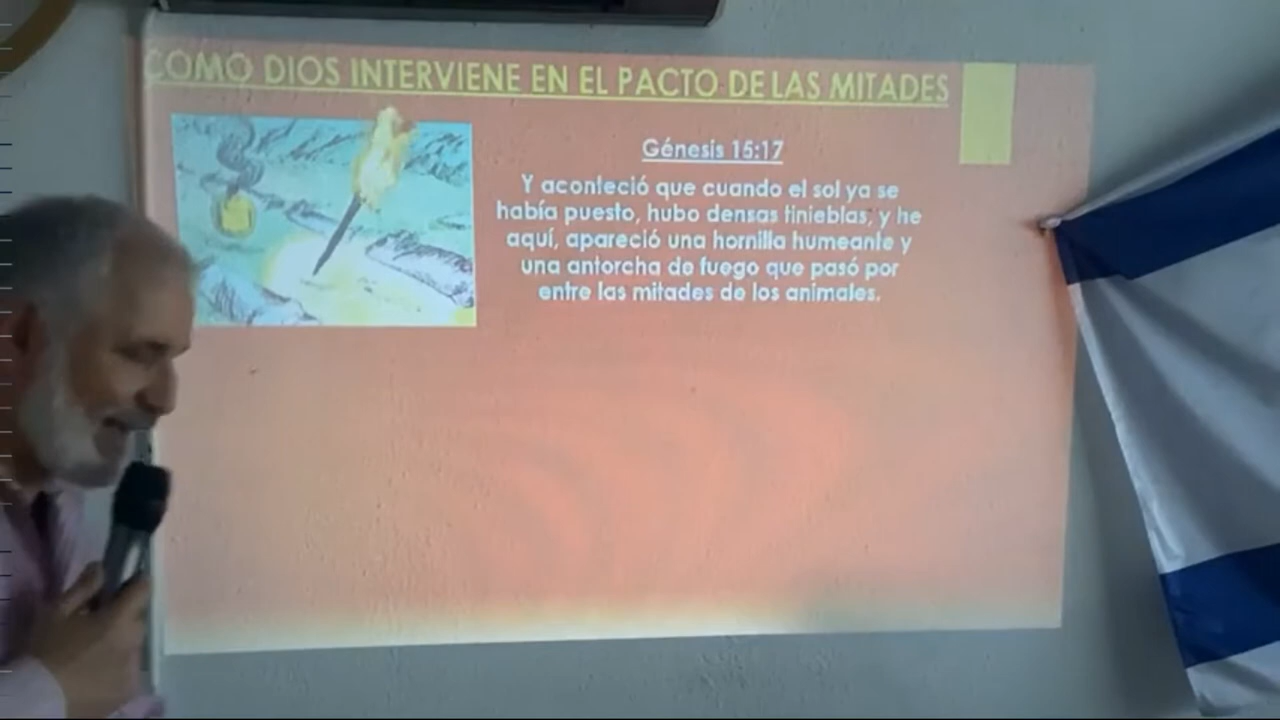 COMO DIOS INTERVIENE EN EL PACTO DE LAS MITADES
Génesis 15:17
Y aconteció que cuando el sol ya se
había puesto, hubo densas tinieblas, y he
aquí, apareció una hornilla humeante y
una antorcha de fuego que pasó por
entre las mitades de los animales.